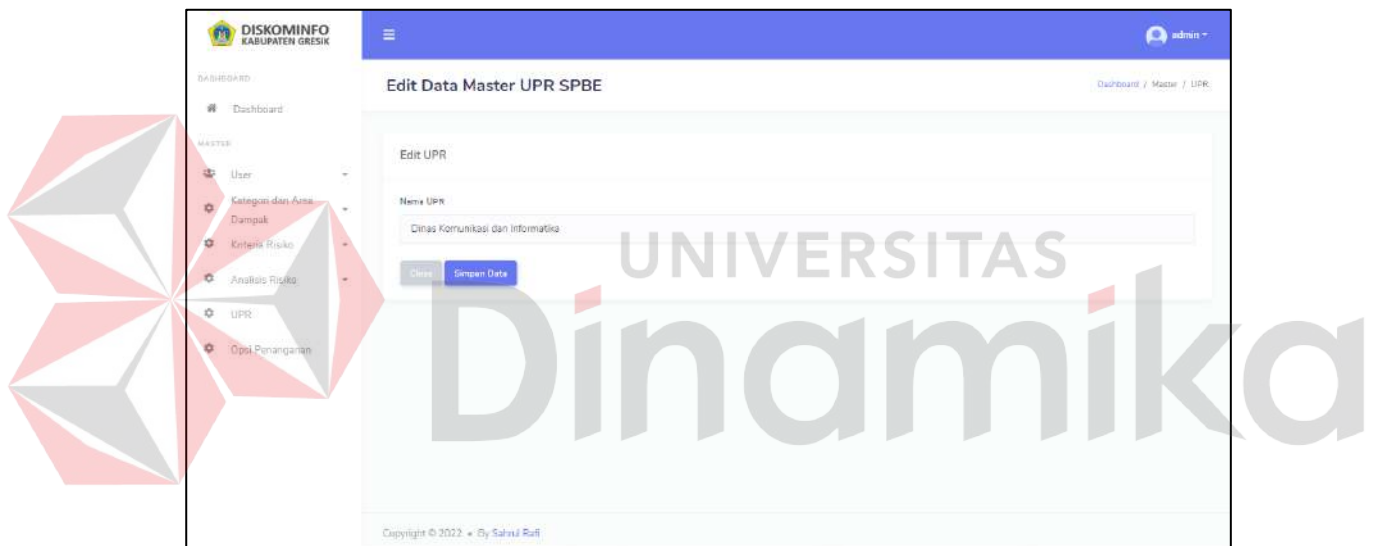 DISKOMINFO
KABUPATEN GRESIK
admin
DASHBOARD
Dashboard
MASTER
User
Kategori dan Area
Dampak
Kriteria Risiko
Analisis Risiko
UPR
Opsi Penanganan
Edit Data Master UPR SPBE
Dashboard / Master / UPR
Edit UPR
Nama UPR
Dinas Komunikasi dan Informatika
Close
Simpan Data
Copyright © 2022 • By Sahrul Rafi
UNIVERSITAS
Dinamika